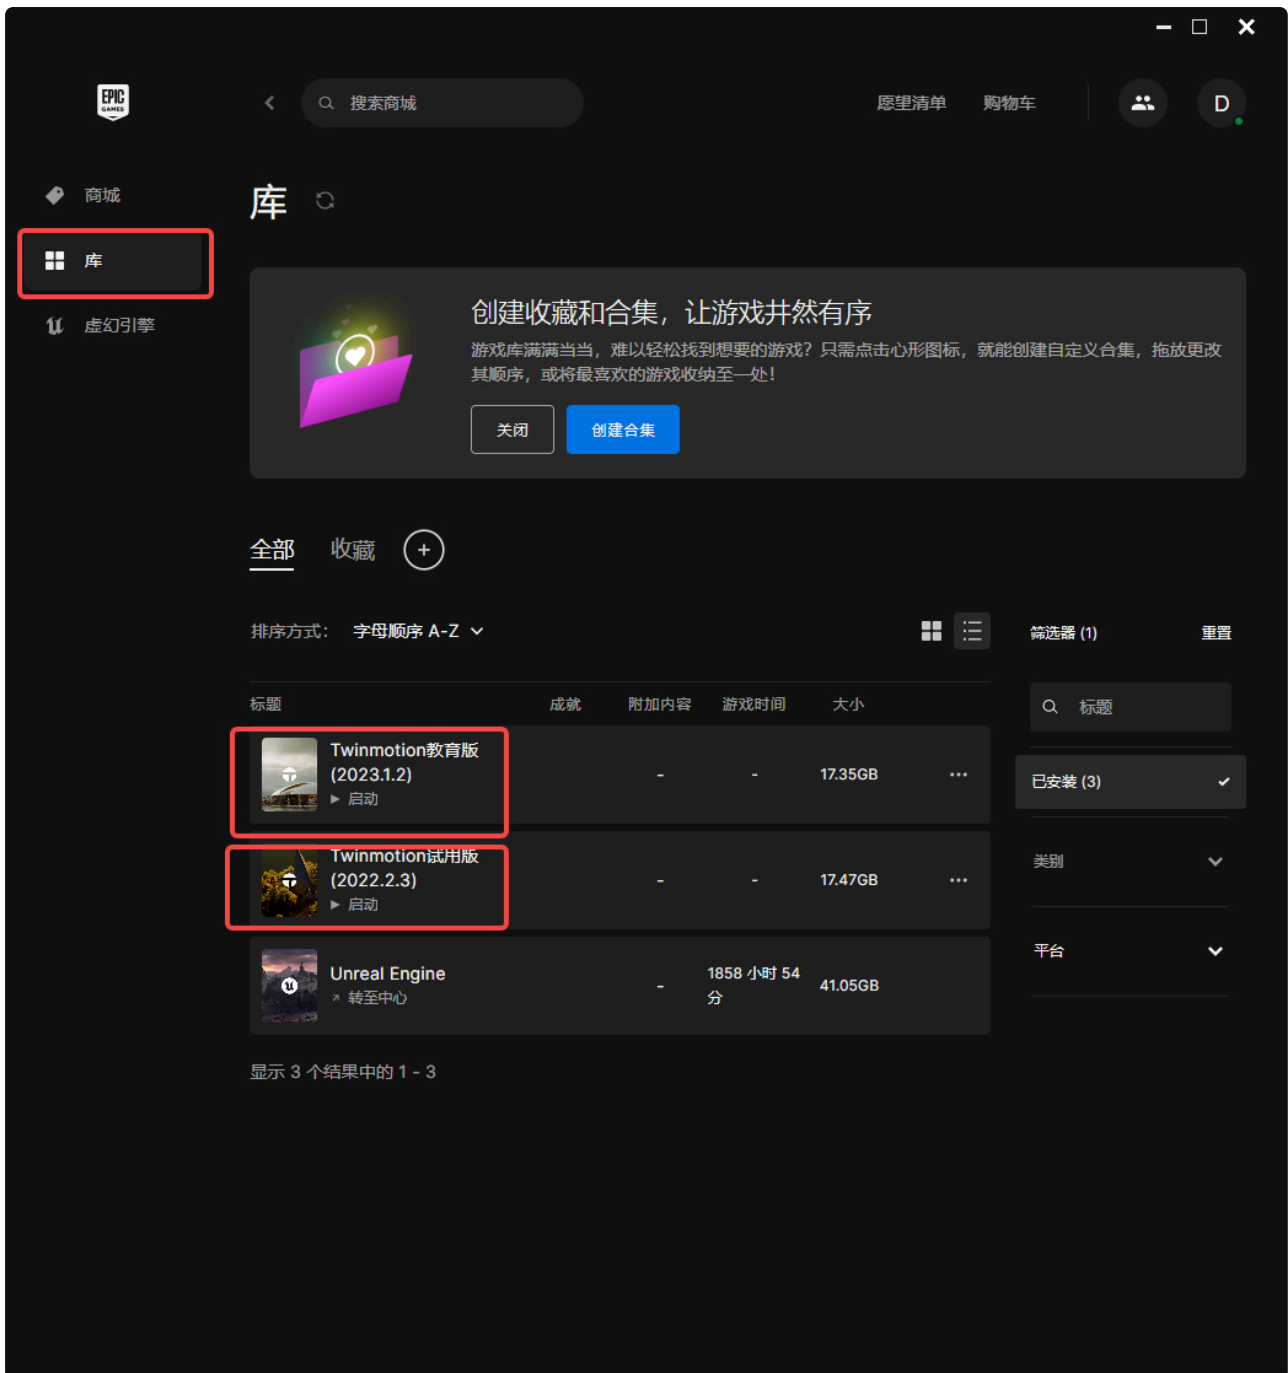 EPIC
GAMES
搜索商城
愿望清单
购物车
D
商城
库
虚幻引擎
库
创建收藏和合集，让游戏井然有序
游戏库满满当当，难以轻松找到想要的游戏？只需点击心形图标，就能创建自定义合集，拖放更改
其顺序，或将最喜欢的游戏收纳至一处！
关闭
创建合集
全部
收藏
排序方式：
字母顺序 A-Z
筛选器 (1)
重置
标题
成就
附加内容
游戏时间
大小
标题
Twinmotion教育版
(2023.1.2)
启动
-
-
17.35GB
已安装 (3)
Twinmotion试用版
(2022.2.3)
启动
-
-
17.47GB
类别
平台
Unreal Engine
转至中心
-
1858 小时 54
分
41.05GB
显示 3 个结果中的 1 - 3